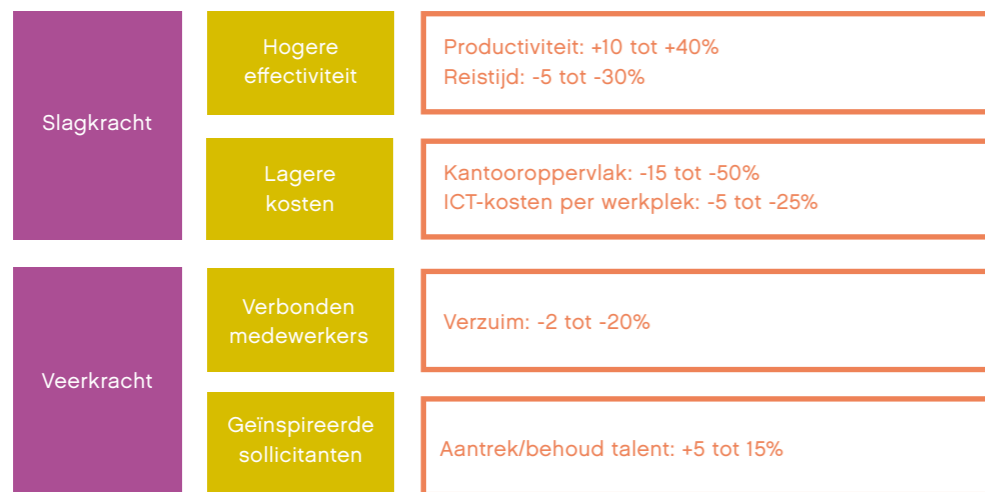 Slagkracht
Hogere
effectiviteit
Productiviteit: +10 tot +40%
Reistijd: -5 tot -30%
Lagere
kosten
Kantooroppervlak: -15 tot -50%
ICT-kosten per werkplek: -5 tot -25%
Veerkracht
Verbonden
medewerkers
Verzuim: -2 tot -20%
Geïnspireerde
sollicitanten
Aantrek/behoud talent: +5 tot 15%